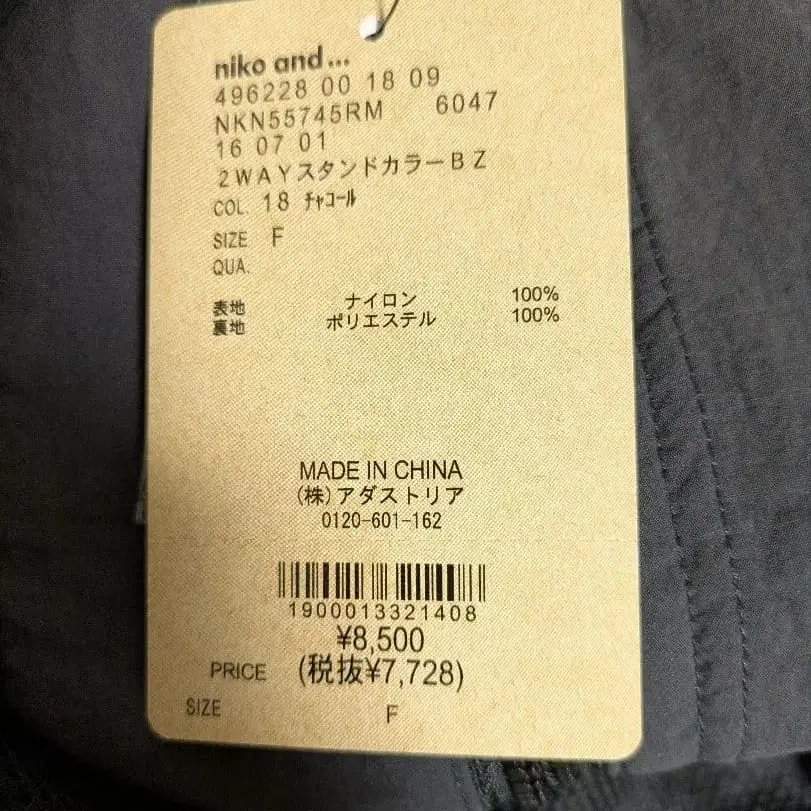 niko and...
496228 00 18 09
NKN55745RM 6047
16 07 01
2WAYスタンドカラーBZ
COL. 18 ﾁｬｺｰﾙ
SIZE F
QUA.
表地 ナイロン 100%
裏地 ポリエステル 100%
MADE IN CHINA
(株)アダストリア
0120-601-162
1900013321408
¥8,500
PRICE (税抜¥7,728)
SIZE F